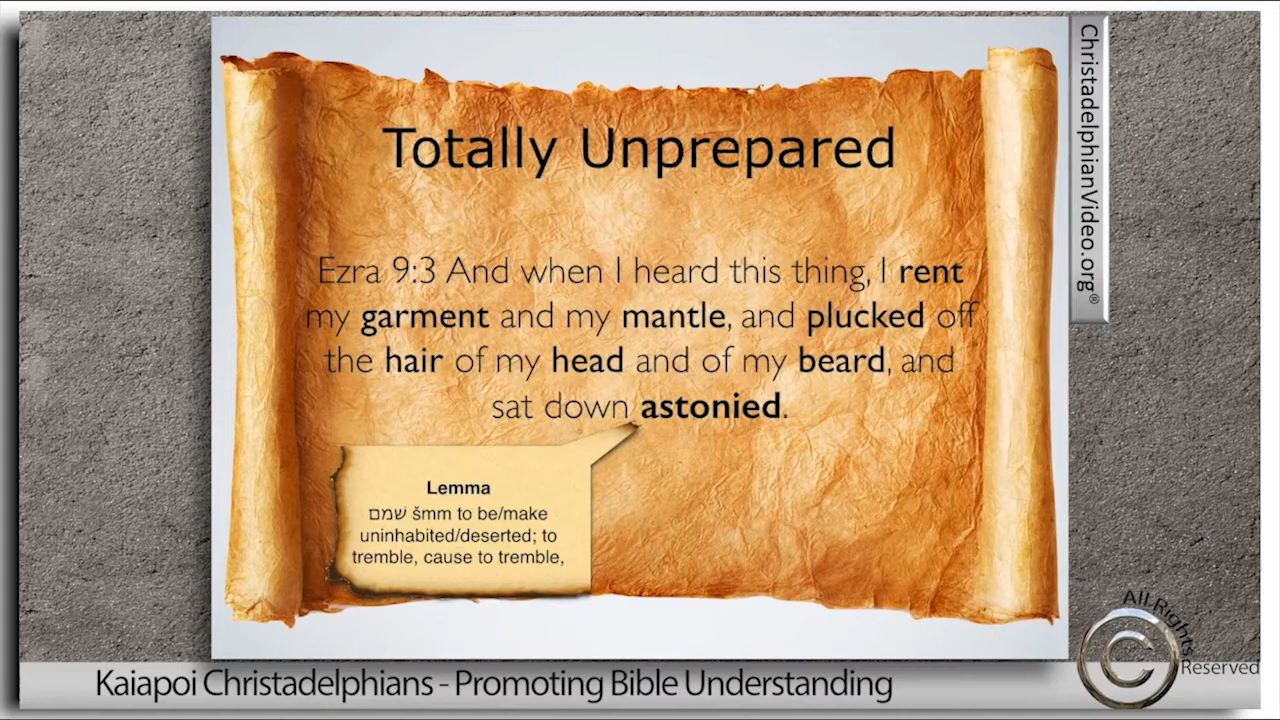 Totally Unprepared
Ezra 9:3 And when I heard this thing, I rent
my garment and my mantle, and plucked off
the hair of my head and of my beard, and
sat down astonied.
Lemma
שׁמם šmm to be/make
uninhabited/deserted; to
tremble, cause to tremble,
ChristadelphianVideo.org®
Kaiapoi Christadelphians - Promoting Bible Understanding
All Rights
C
Reserved